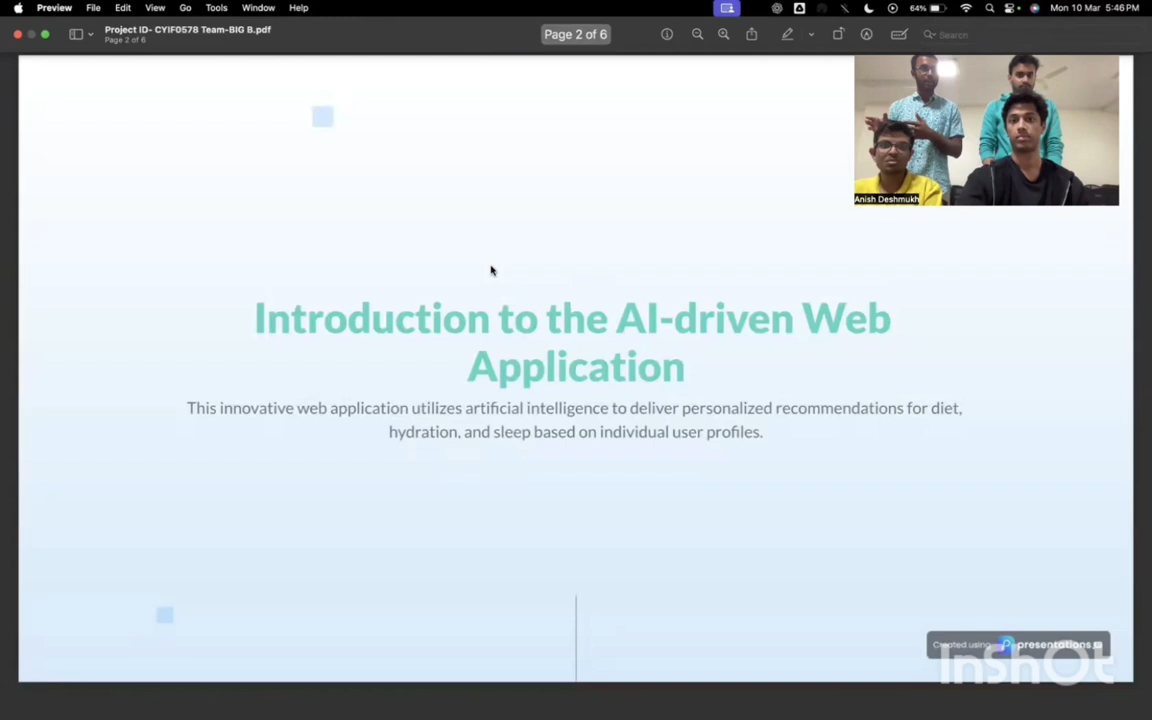 Preview File Edit View Go Tools Window Help 64% Mon 10 Mar 5:46 PM
Project ID- CYIF0578 Team-BIG B.pdf
Page 2 of 6
Page 2 of 6
Search
Anish Deshmukh
Introduction to the AI-driven Web
Application
This innovative web application utilizes artificial intelligence to deliver personalized recommendations for diet,
hydration, and sleep based on individual user profiles.
Created using presentations
InShOt